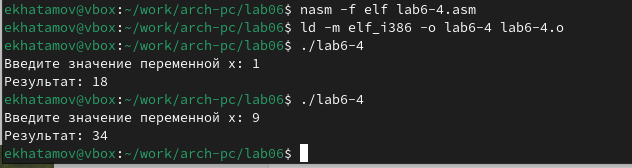 ekhatamov@vbox:~/work/arch-pc/lab06$ nasm -f elf lab6-4.asm
ekhatamov@vbox:~/work/arch-pc/lab06$ ld -m elf_i386 -o lab6-4 lab6-4.o
ekhatamov@vbox:~/work/arch-pc/lab06$ ./lab6-4
Введите значение переменной x: 1
Результат: 18
ekhatamov@vbox:~/work/arch-pc/lab06$ ./lab6-4
Введите значение переменной x: 9
Результат: 34
ekhatamov@vbox:~/work/arch-pc/lab06$